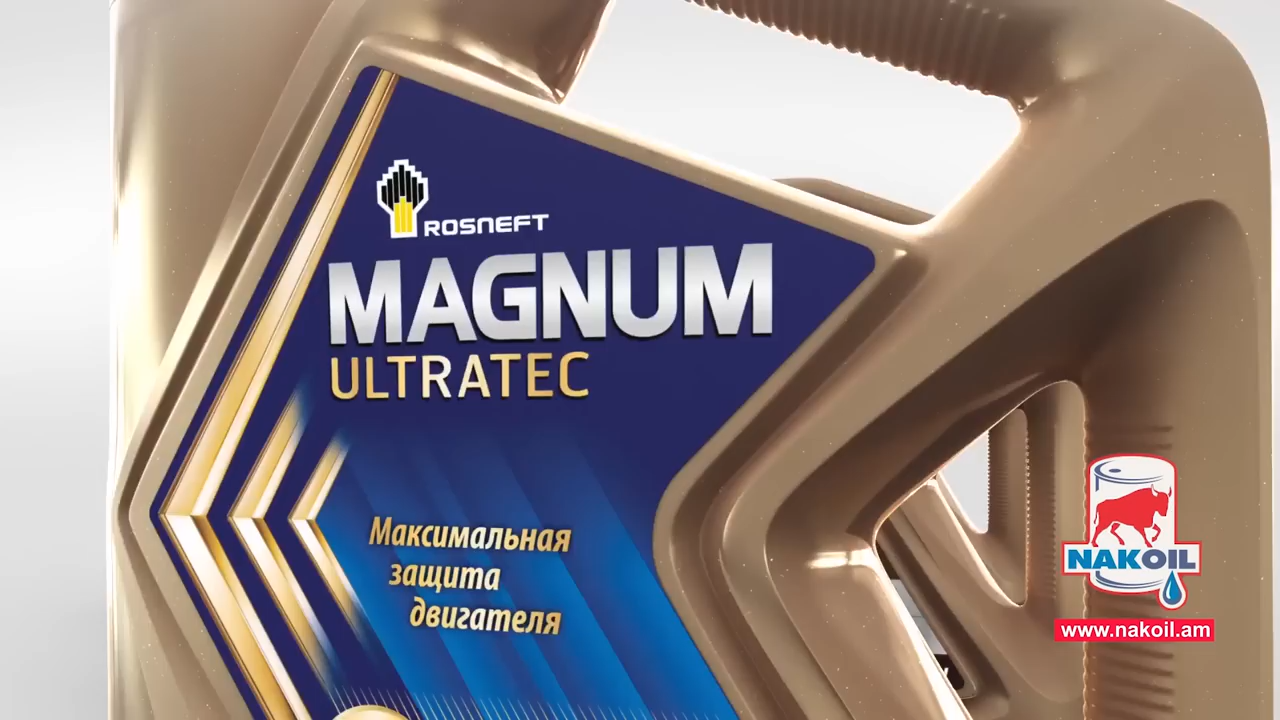 ROSNEFT
MAGNUM
ULTRATEC
Максимальная
защита
двигателя
NAKOIL
www.nakoil.am